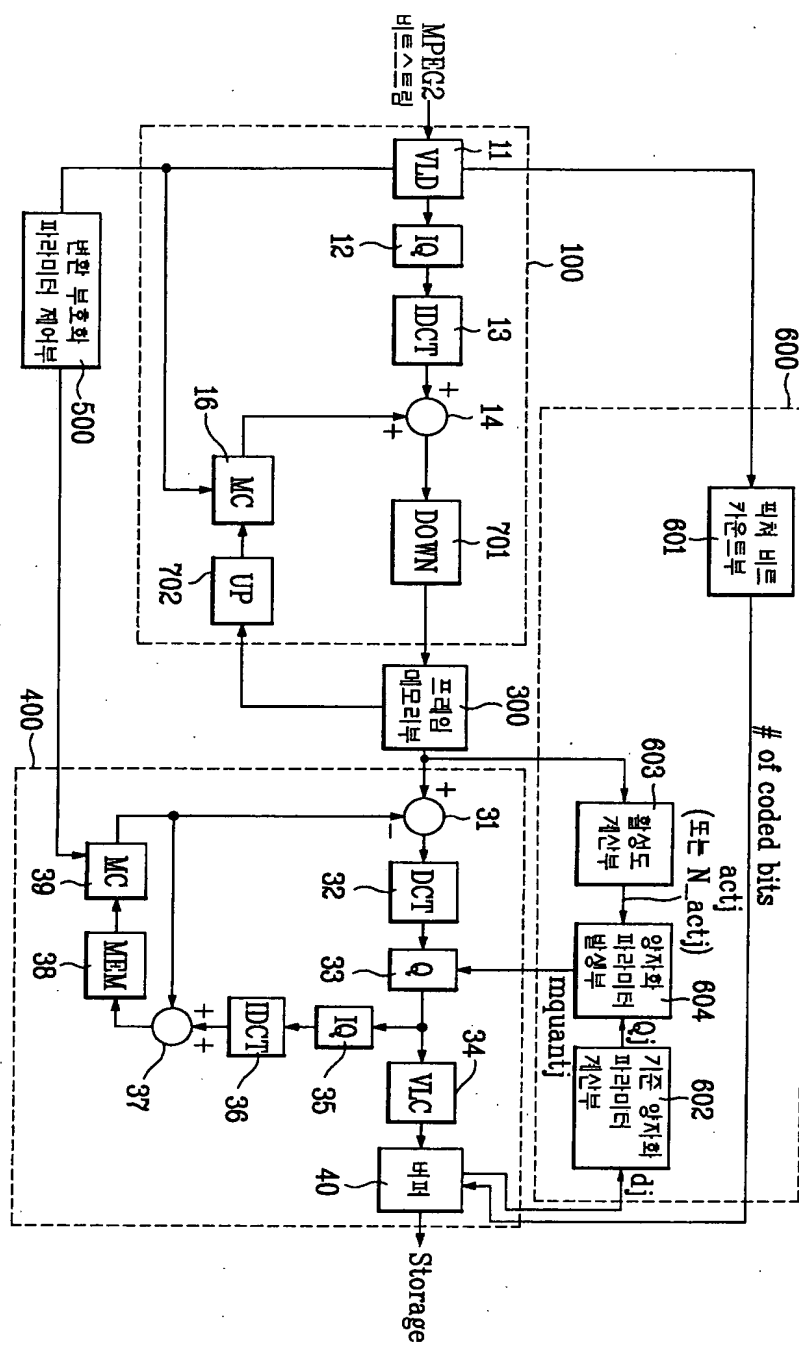 MPEG2
비트스트림
11
VLD
IQ
12
100
IDCT
13
14
+
+
DOWN
701
16
MC
UP
702
변환 부호화
파라미터 제어부
500
600
픽쳐 비트
카운트부
601
# of coded bits
프레임
메모리부
300
603
활성도
계산부
actj
(또는 N_actj)
양자화
파라미터
발생부
604
Qj
mquantj
기준 양자화
파라미터
계산부
602
dj
400
+
-
31
DCT
32
Q
33
34
VLC
버퍼
40
Storage
IQ
35
IDCT
36
+
+
37
MEM
38
MC
39